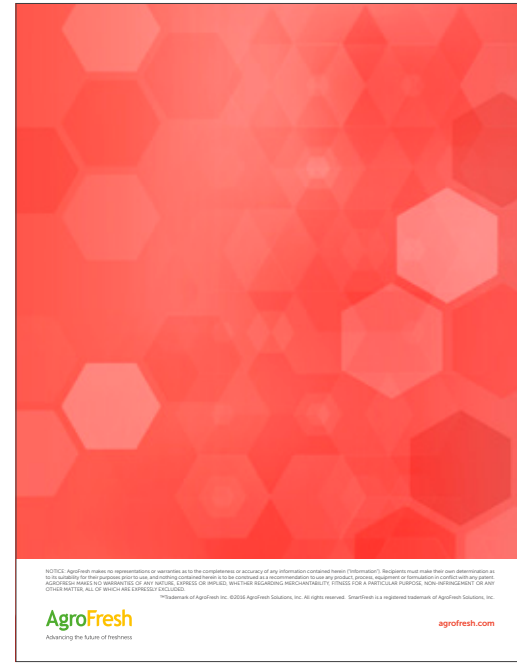 NOTICE: AgroFresh makes no representations or warranties as to the completeness or accuracy of any information contained herein ("Information"). Recipients must make their own determination as
to its suitability for their purposes prior to use, and nothing contained herein is to be construed as a recommendation to use any product, process, equipment or formulation in conflict with any patent.
AGROFRESH MAKES NO WARRANTIES OF ANY NATURE, EXPRESS OR IMPLIED, WHETHER REGARDING MERCHANTABILITY, FITNESS FOR A PARTICULAR PURPOSE, NON-INFRINGEMENT OR ANY
OTHER MATTER, ALL OF WHICH ARE EXPRESSLY EXCLUDED.
™Trademark of AgroFresh Inc. ©2016 AgroFresh Solutions, Inc. All rights reserved. SmartFresh is a registered trademark of AgroFresh Solutions, Inc.
AgroFresh
Advancing the future of freshness
agrofresh.com